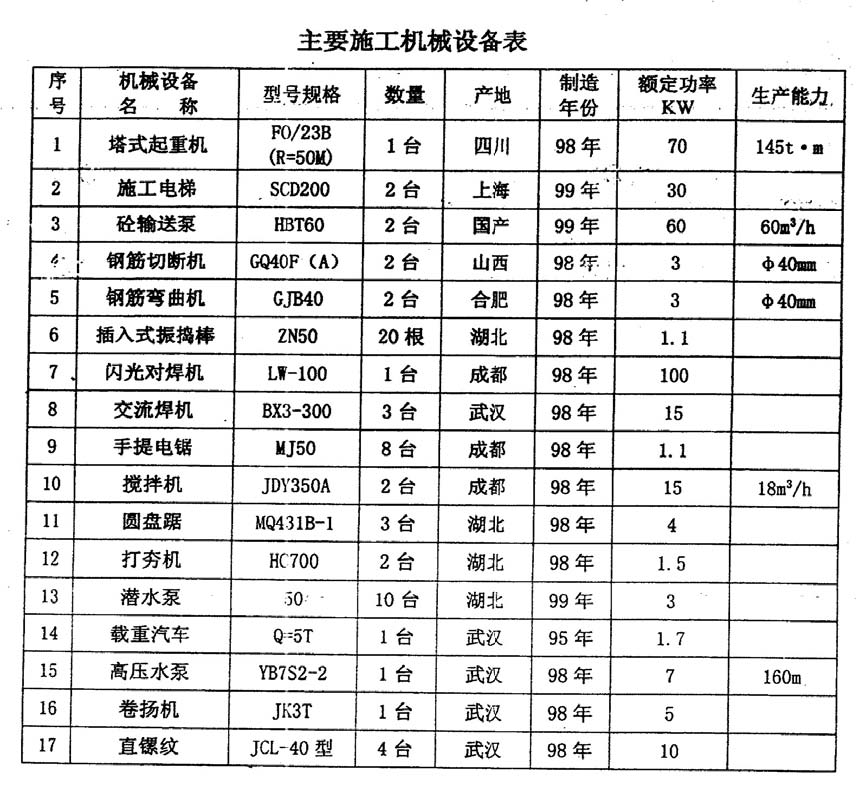 主要施工机械设备表
序号 机械设备名称 型号规格 数量 产地 制造年份 额定功率KW 生产能力
1 塔式起重机 FO/23B (R=50M) 1台 四川 98年 70 145t·m
2 施工电梯 SCD200 2台 上海 99年 30
3 砼输送泵 HBT60 2台 国产 99年 60 60m³/h
4 钢筋切断机 GQ40F(A) 2台 山西 98年 3 φ40mm
5 钢筋弯曲机 GJB40 2台 合肥 98年 3 φ40mm
6 插入式振捣棒 ZN50 20根 湖北 98年 1.1
7 闪光对焊机 LW-100 1台 成都 98年 100
8 交流焊机 BX3-300 3台 武汉 98年 15
9 手提电锯 MJ50 8台 成都 98年 1.1
10 搅拌机 JDY350A 2台 成都 98年 15 18m³/h
11 圆盘踞 MQ431B-1 3台 湖北 98年 4
12 打夯机 HC700 2台 湖北 98年 1.5
13 潜水泵 50 10台 湖北 99年 3
14 载重汽车 Q=5T 1台 武汉 95年 1.7
15 高压水泵 YB7S2-2 1台 武汉 98年 7 160m
16 卷扬机 JK3T 1台 武汉 98年 5
17 直镙纹 JCL-40型 4台 武汉 98年 10